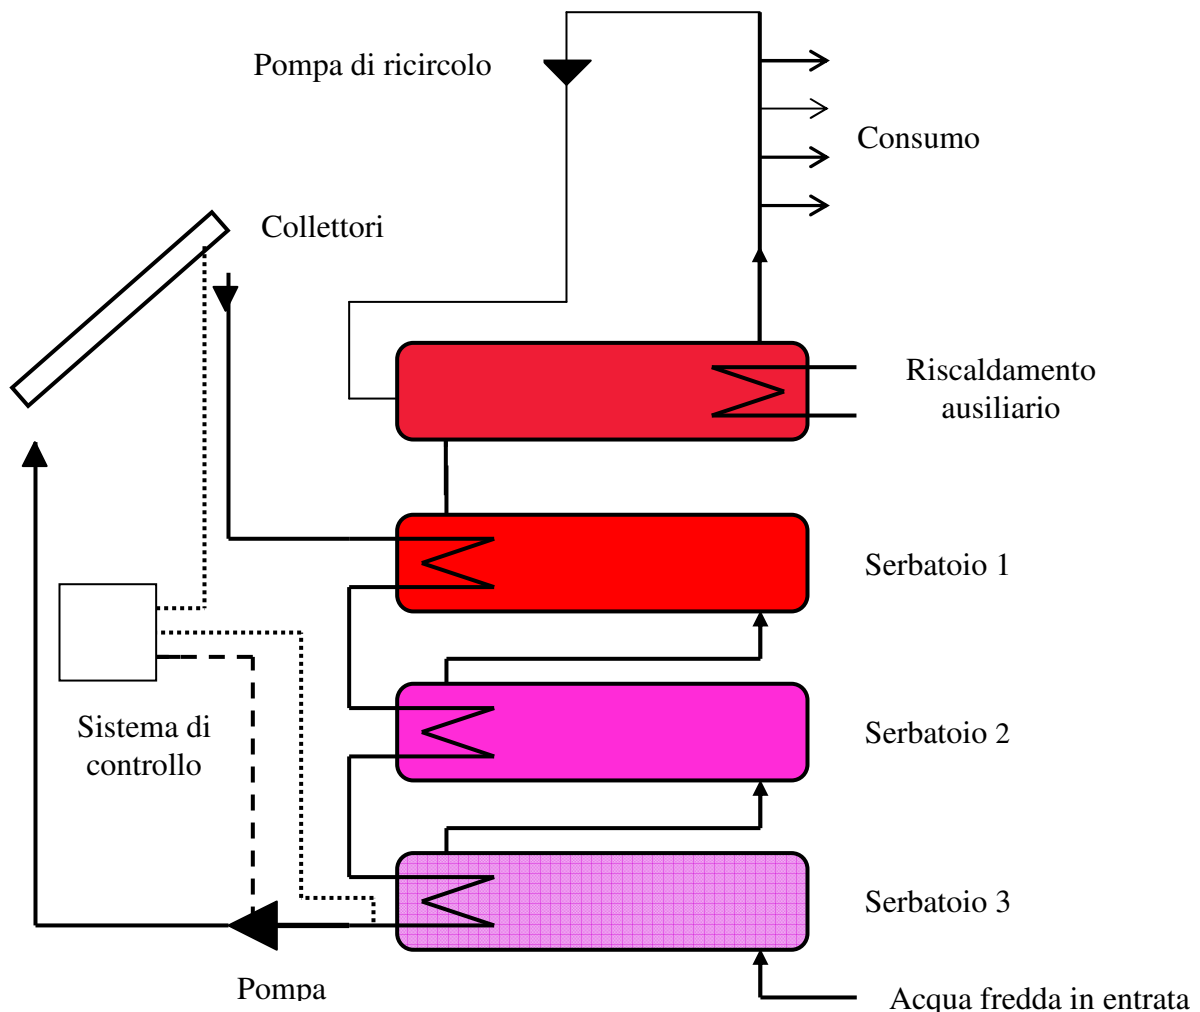 Pompa di ricircolo
Consumo
Collettori
Riscaldamento
ausiliario
Serbatoio 1
Sistema di
controllo
Serbatoio 2
Serbatoio 3
Pompa
Acqua fredda in entrata